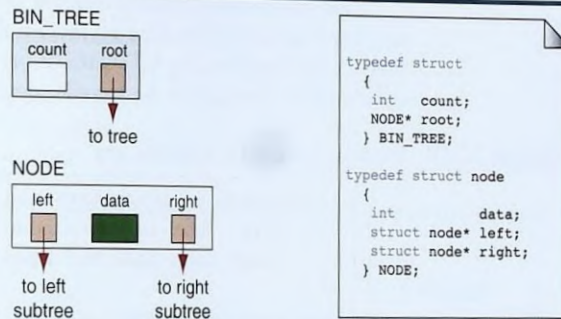 BIN_TREE
count root
to tree
NODE
left data right
to left to right
subtree subtree
typedef struct
{
int count;
NODE* root;
} BIN_TREE;
typedef struct node
{
int data;
struct node* left;
struct node* right;
} NODE;